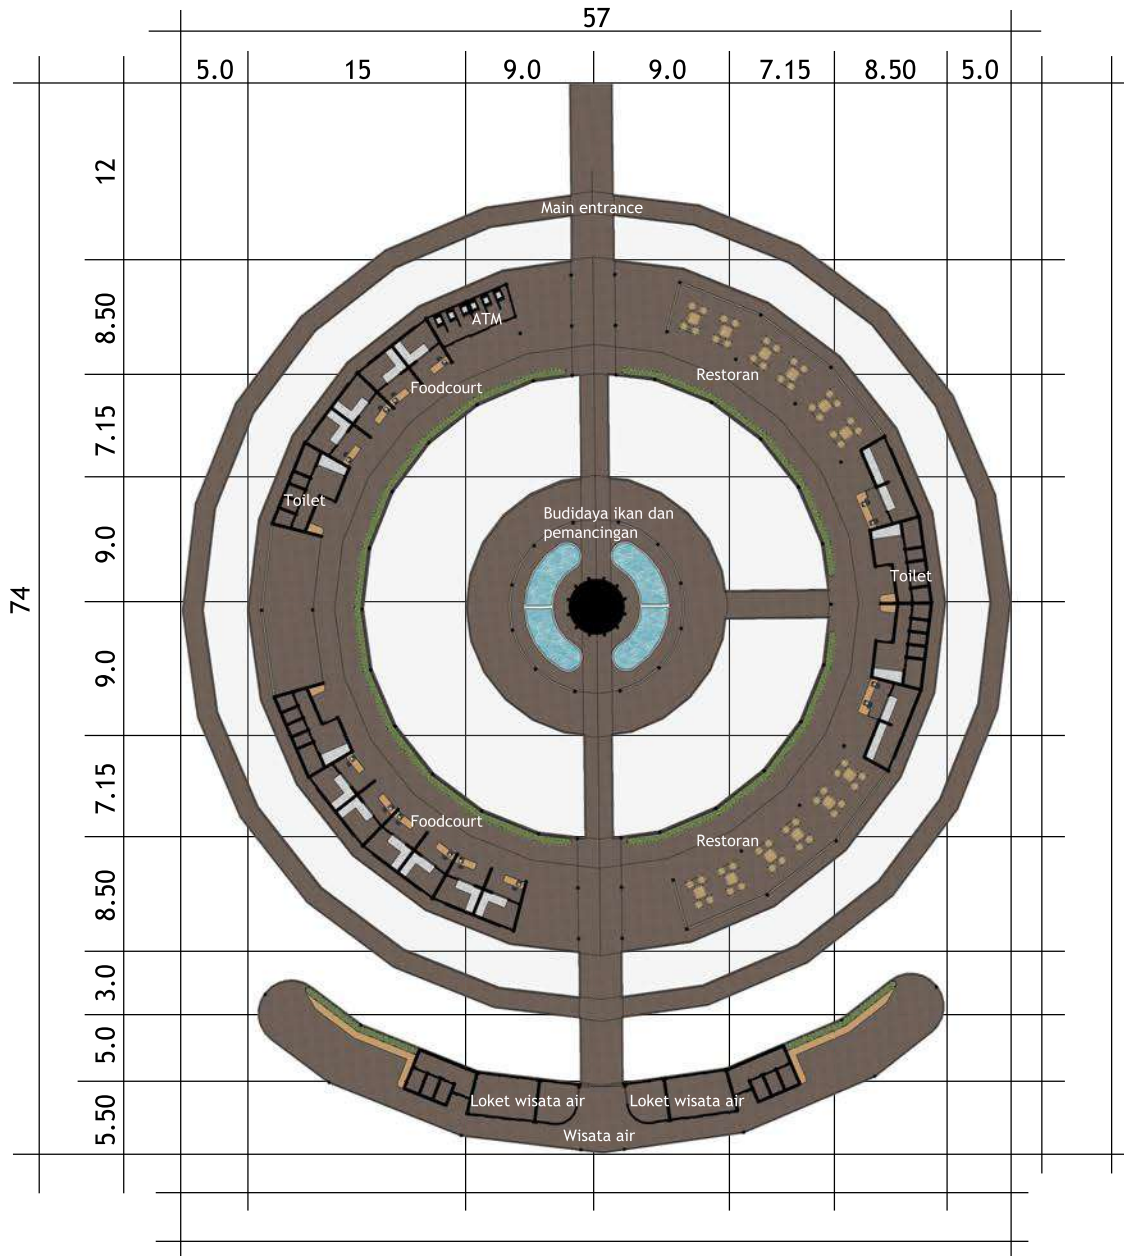 57
5.0 15 9.0 9.0 7.15 8.50 5.0
12
Main entrance
8.50
ATM
Restoran
Foodcourt
7.15
Toilet
Budidaya ikan dan
pemancingan
9.0
Toilet
74
9.0
7.15
Foodcourt
Restoran
8.50
3.0
5.0
Loket wisata air Loket wisata air
5.50
Wisata air